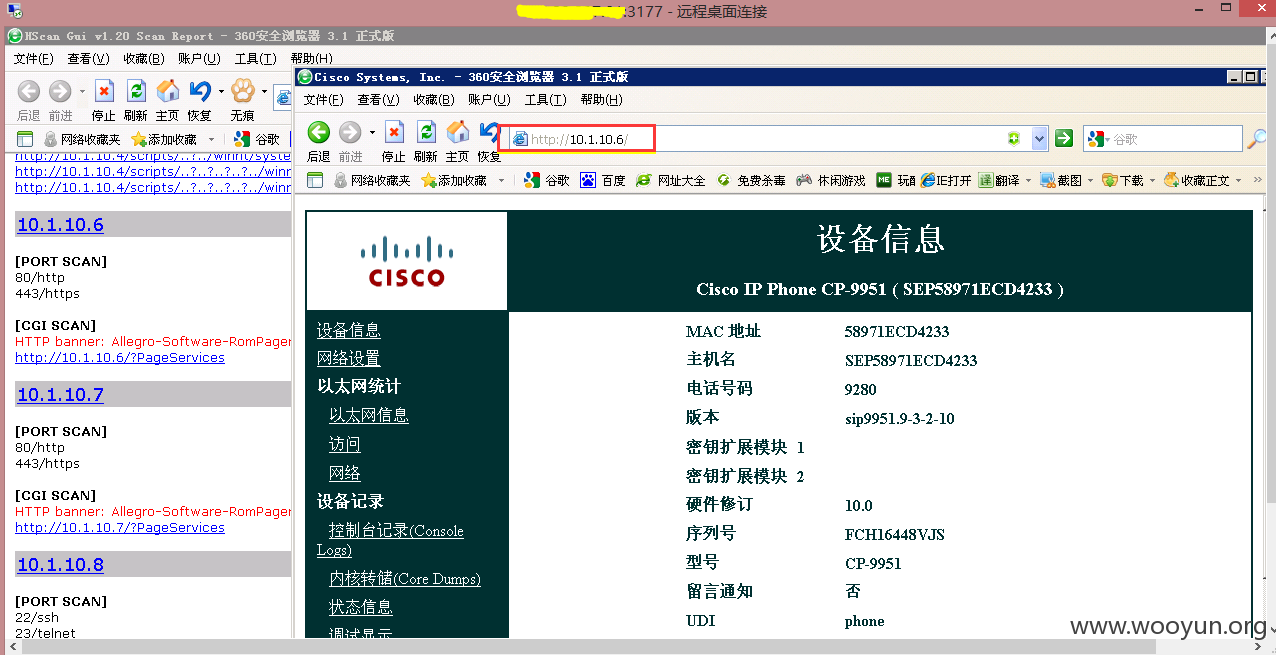 :3177 - 远程桌面连接
HScan Gui v1.20 Scan Report - 360安全浏览器 3.1 正式版
文件(F) 查看(V) 收藏(B) 账户(U) 工具(T) 帮助(H)
后退 前进 停止 刷新 主页 恢复 无痕
网络收藏夹 添加收藏 谷歌
http://10.1.10.4/scripts/..?../winnt/syste
http://10.1.10.4/scripts/..?..?..?../winn
http://10.1.10.4/scripts/..?..?..?../winr
10.1.10.6
[PORT SCAN]
80/http
443/https
[CGI SCAN]
HTTP banner: Allegro-Software-RomPager
http://10.1.10.6/?PageServices
10.1.10.7
[PORT SCAN]
80/http
443/https
[CGI SCAN]
HTTP banner: Allegro-Software-RomPager
http://10.1.10.7/?PageServices
10.1.10.8
[PORT SCAN]
22/ssh
23/telnet
Cisco Systems, Inc. - 360安全浏览器 3.1 正式版
文件(F) 查看(V) 收藏(B) 账户(U) 工具(T) 帮助(H)
后退 前进 停止 刷新 主页 恢复
http://10.1.10.6/
谷歌
网络收藏夹 添加收藏 谷歌 百度 网址大全 免费杀毒 休闲游戏 ME 玩 IE打开 译 翻译 截图 下载 收藏正文 »
CISCO
设备信息
Cisco IP Phone CP-9951 ( SEP58971ECD4233 )
设备信息
网络设置
以太网统计
以太网信息
访问
网络
设备记录
控制台记录(Console
Logs)
内核转储(Core Dumps)
状态信息
调试显示
MAC 地址 58971ECD4233
主机名 SEP58971ECD4233
电话号码 9280
版本 sip9951.9-3-2-10
密钥扩展模块 1
密钥扩展模块 2
硬件修订 10.0
序列号 FCH16448VJS
型号 CP-9951
留言通知 否
UDI phone
www.wooyun.org